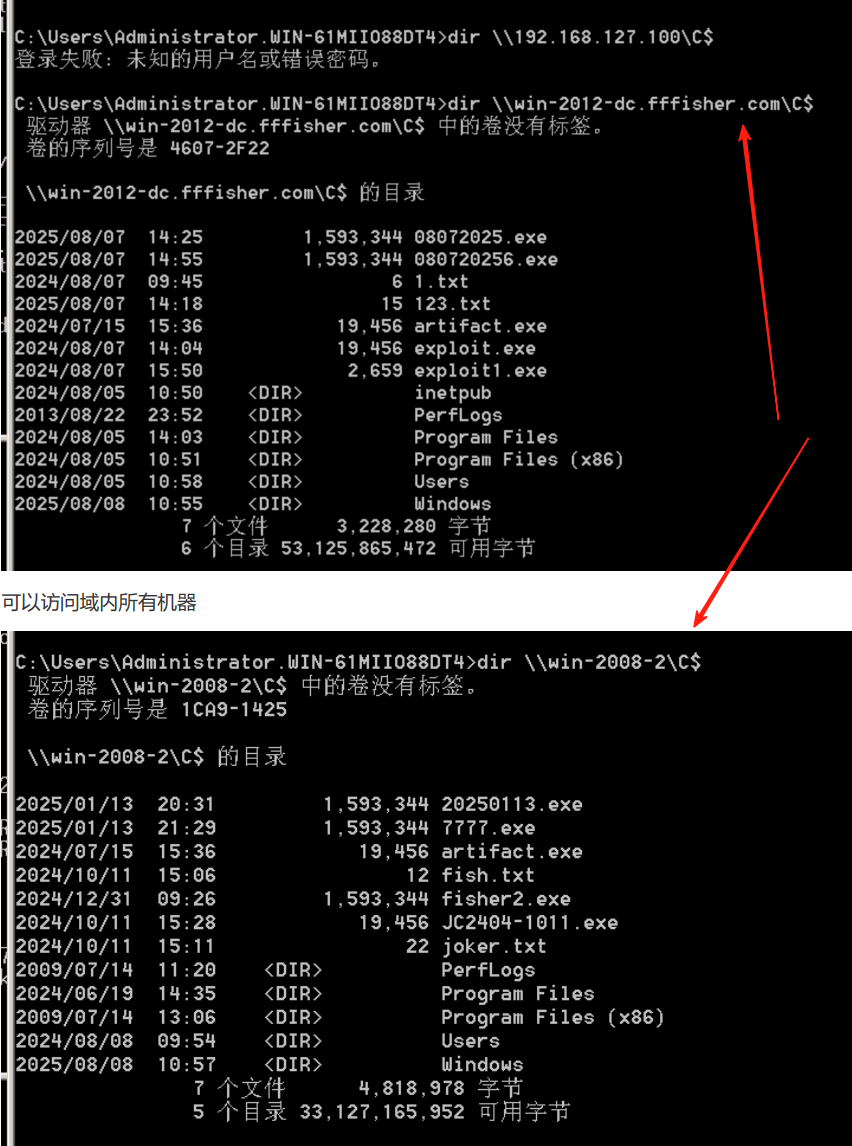 C:\Users\Administrator.WIN-61MIIO88DT4>dir \\192.168.127.100\C$
登录失败: 未知的用户名或错误密码。
C:\Users\Administrator.WIN-61MIIO88DT4>dir \\win-2012-dc.fffisher.com\C$
驱动器 \\win-2012-dc.fffisher.com\C$ 中的卷没有标签。
卷的序列号是 4607-2F22
\\win-2012-dc.fffisher.com\C$ 的目录
2025/08/07 14:25 1,593,344 08072025.exe
2025/08/07 14:55 1,593,344 080720256.exe
2024/08/07 09:45 6 1.txt
2025/08/07 14:18 15 123.txt
2024/07/15 15:36 19,456 artifact.exe
2024/08/07 14:04 19,456 exploit.exe
2024/08/07 15:50 2,659 exploit1.exe
2024/08/05 10:50 <DIR> inetpub
2013/08/22 23:52 <DIR> PerfLogs
2024/08/05 14:03 <DIR> Program Files
2024/08/05 10:51 <DIR> Program Files (x86)
2024/08/05 10:58 <DIR> Users
2025/08/08 10:55 <DIR> Windows
7 个文件 3,228,280 字节
6 个目录 53,125,865,472 可用字节
可以访问域内所有机器
C:\Users\Administrator.WIN-61MIIO88DT4>dir \\win-2008-2\C$
驱动器 \\win-2008-2\C$ 中的卷没有标签。
卷的序列号是 1CA9-1425
\\win-2008-2\C$ 的目录
2025/01/13 20:31 1,593,344 20250113.exe
2025/01/13 21:29 1,593,344 7777.exe
2024/07/15 15:36 19,456 artifact.exe
2024/10/11 15:06 12 fish.txt
2024/12/31 09:26 1,593,344 fisher2.exe
2024/10/11 15:28 19,456 JC2404-1011.exe
2024/10/11 15:11 22 joker.txt
2009/07/14 11:20 <DIR> PerfLogs
2024/06/19 14:35 <DIR> Program Files
2009/07/14 13:06 <DIR> Program Files (x86)
2024/08/08 09:54 <DIR> Users
2025/08/08 10:57 <DIR> Windows
7 个文件 4,818,978 字节
5 个目录 33,127,165,952 可用字节